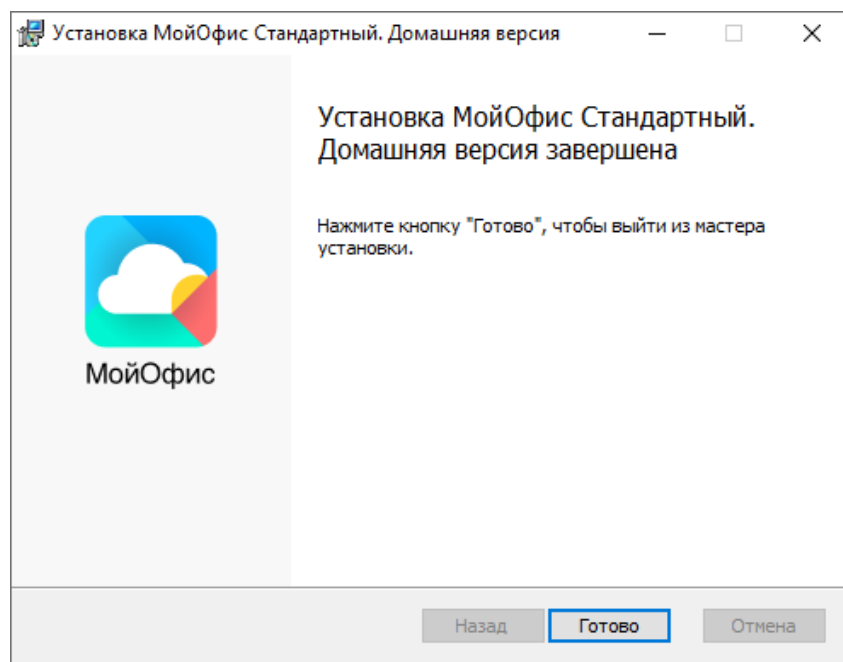 Установка МойОфис Стандартный. Домашняя версия
Установка МойОфис Стандартный.
Домашняя версия завершена
Нажмите кнопку "Готово", чтобы выйти из мастера
установки.
МойОфис
Назад
Готово
Отмена